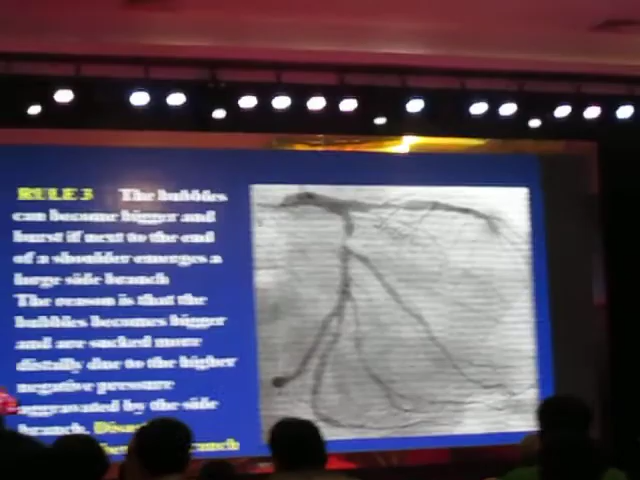 RULE 3 The bubbles
can become bigger and
burst if next to the end
of a shoulder emerges a
large side branch
The reason is that the
bubbles becomes bigger
and are sucked more
distally due to the higher
negative pressure
aggravated by the side
branch.
branch